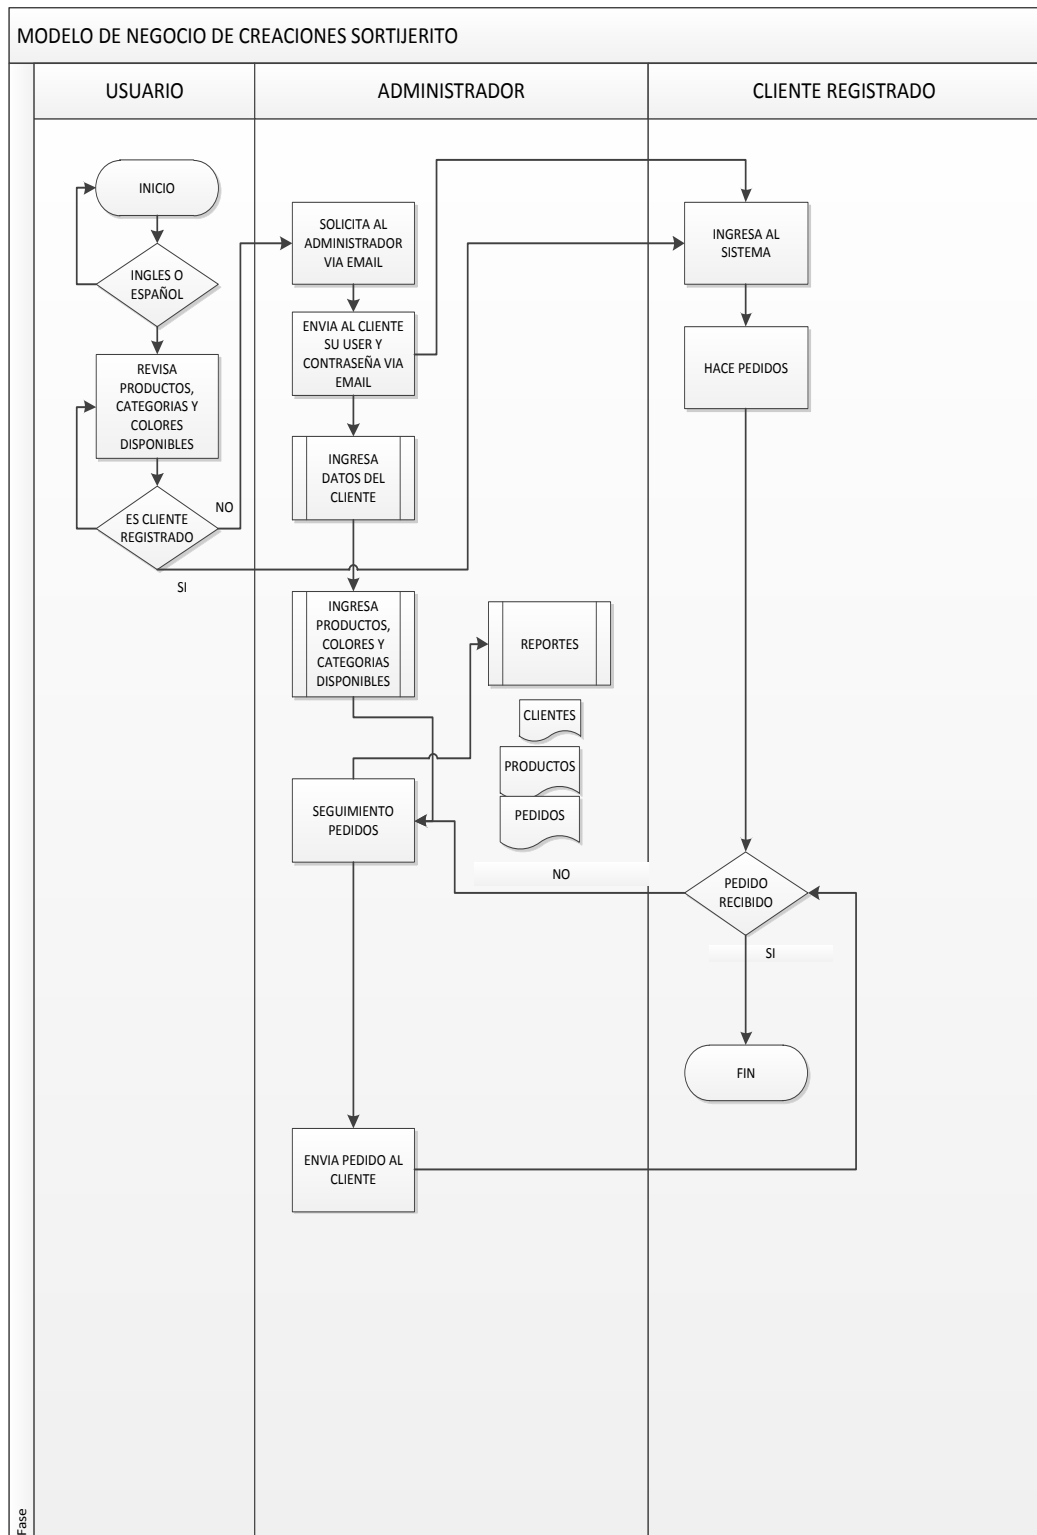 MODELO DE NEGOCIO DE CREACIONES SORTIJERITO
USUARIO
ADMINISTRADOR
CLIENTE REGISTRADO
INICIO
INGLES O
ESPAÑOL
REVISA
PRODUCTOS,
CATEGORIAS Y
COLORES
DISPONIBLES
ES CLIENTE
REGISTRADO
NO
SI
SOLICITA AL
ADMINISTRADOR
VIA EMAIL
ENVIA AL CLIENTE
SU USER Y
CONTRASEÑA VIA
EMAIL
INGRESA
DATOS DEL
CLIENTE
INGRESA
PRODUCTOS,
COLORES Y
CATEGORIAS
DISPONIBLES
REPORTES
CLIENTES
PRODUCTOS
PEDIDOS
SEGUIMIENTO
PEDIDOS
NO
ENVIA PEDIDO AL
CLIENTE
INGRESA AL
SISTEMA
HACE PEDIDOS
PEDIDO
RECIBIDO
SI
FIN
Fase